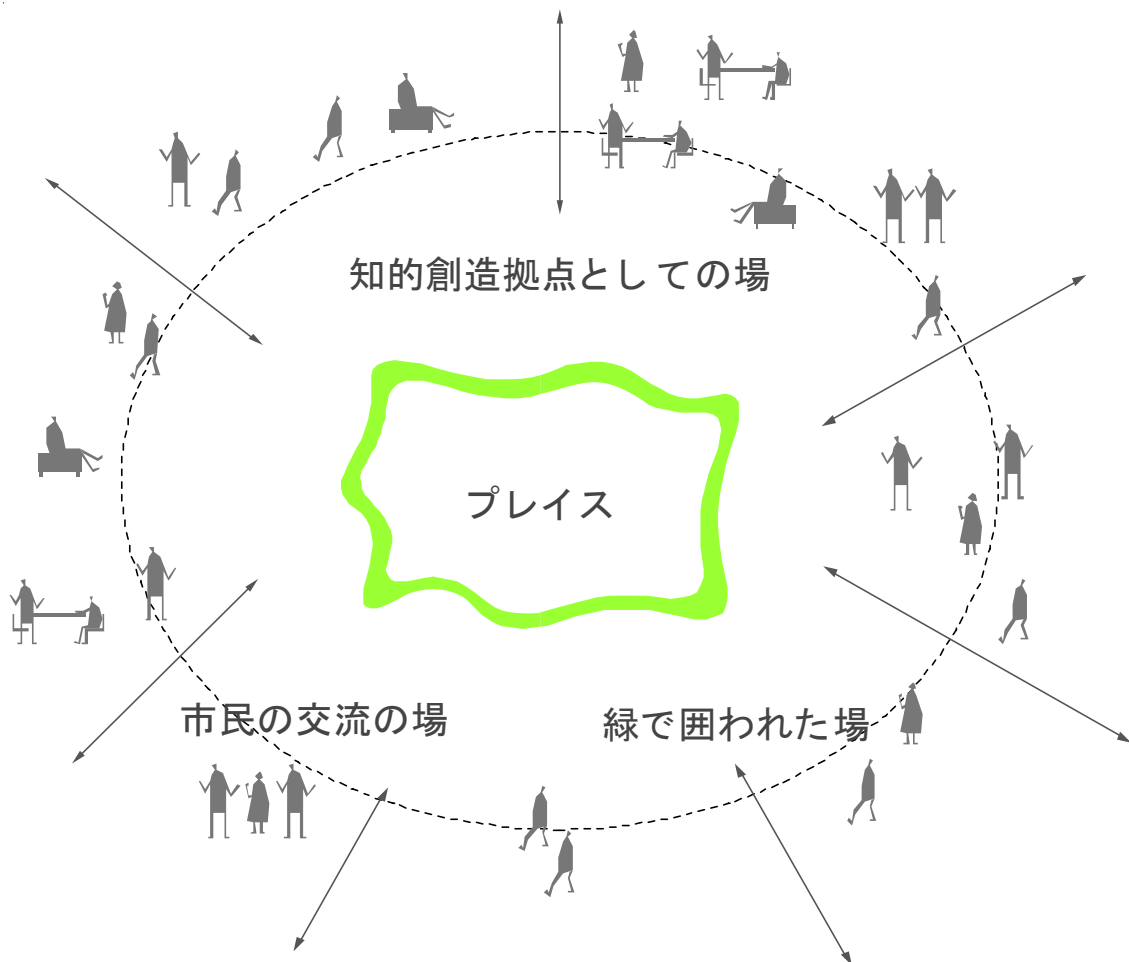 知的創造拠点としての場
プレイス
市民の交流の場
緑で囲われた場